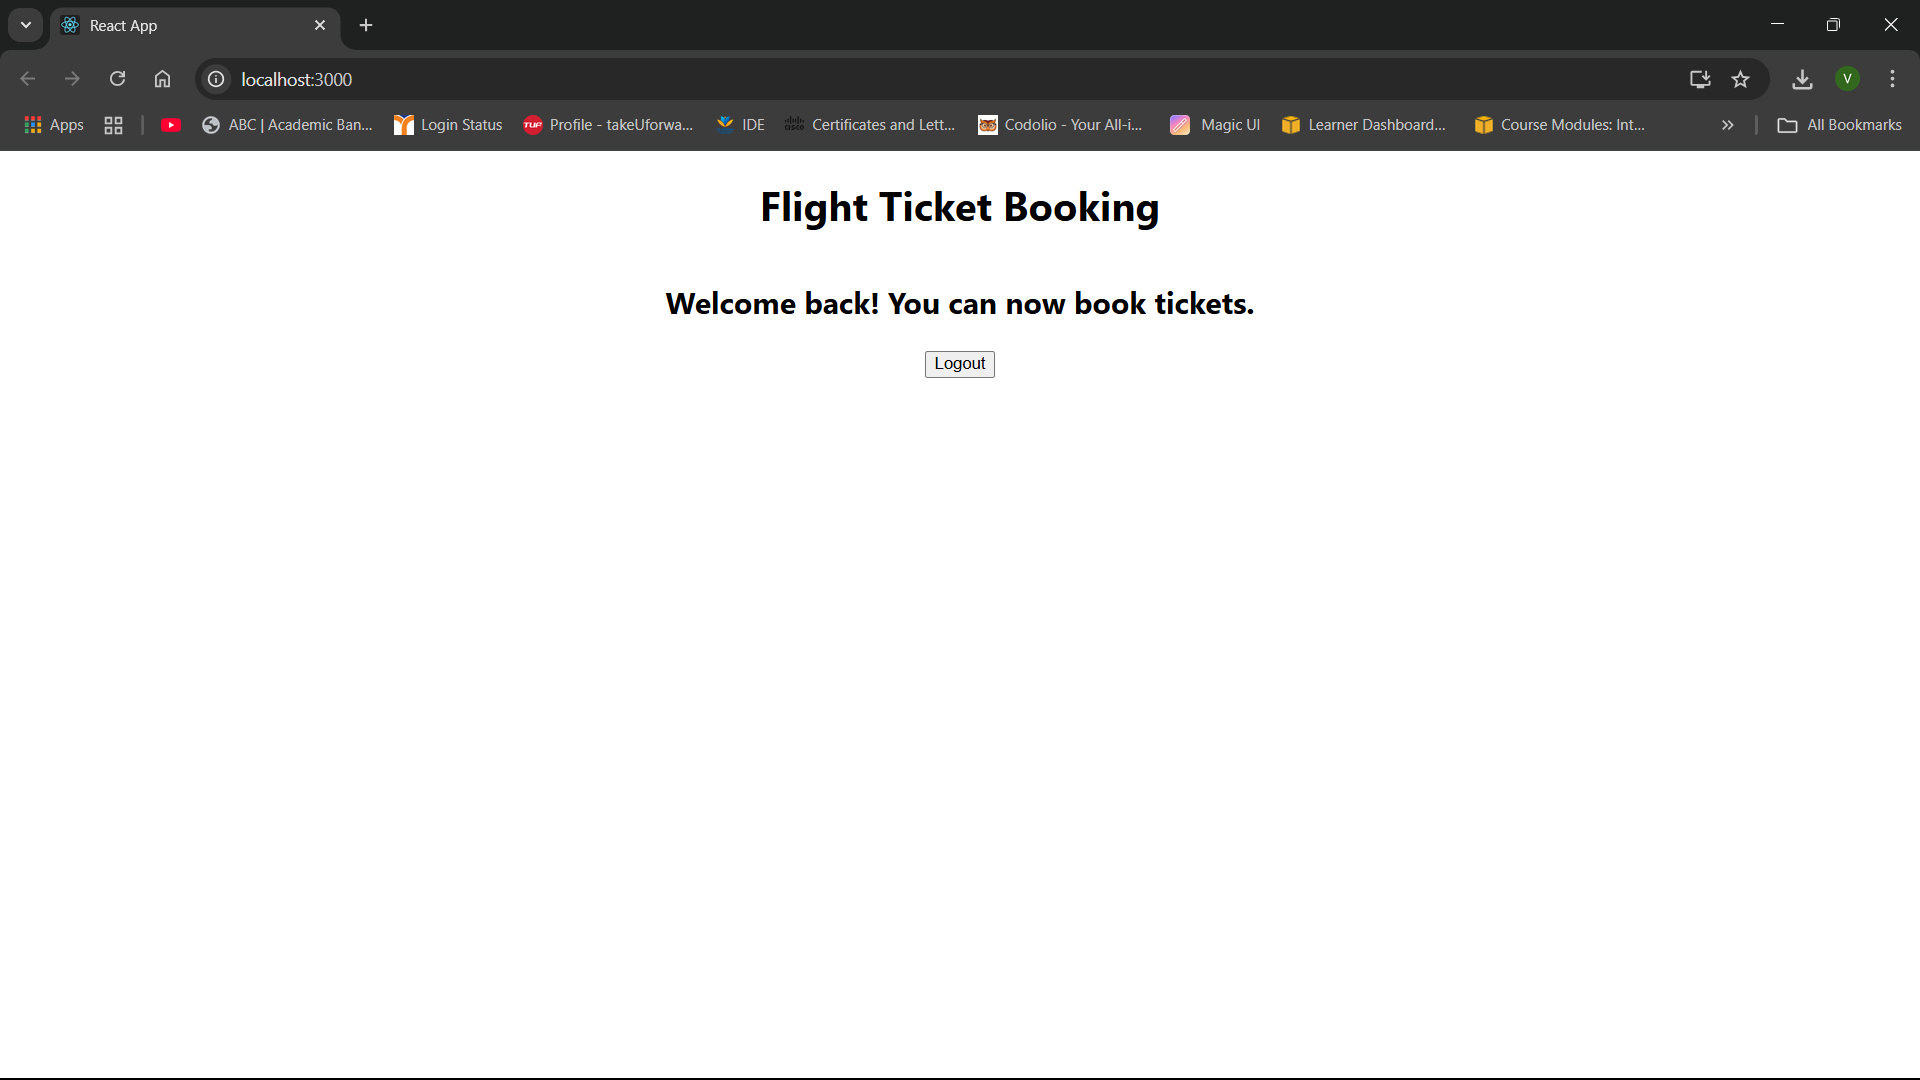 React App
localhost:3000
V
Apps
ABC | Academic Ban...
Login Status
TUF
Profile - takeUforwa...
IDE
Certificates and Lett...
Codolio - Your All-i...
Magic UI
Learner Dashboard...
Course Modules: Int...
All Bookmarks
Flight Ticket Booking
Welcome back! You can now book tickets.
Logout